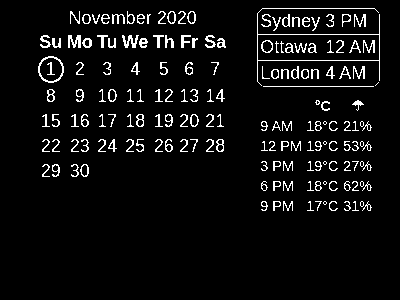 November 2020
Su Mo Tu We Th Fr Sa
1 2 3 4 5 6 7
8 9 10 11 12 13 14
15 16 17 18 19 20 21
22 23 24 25 26 27 28
29 30
Sydney 3 PM
Ottawa 12 AM
London 4 AM
°C ☂
9 AM 18°C 21%
12 PM 19°C 53%
3 PM 19°C 27%
6 PM 18°C 62%
9 PM 17°C 31%